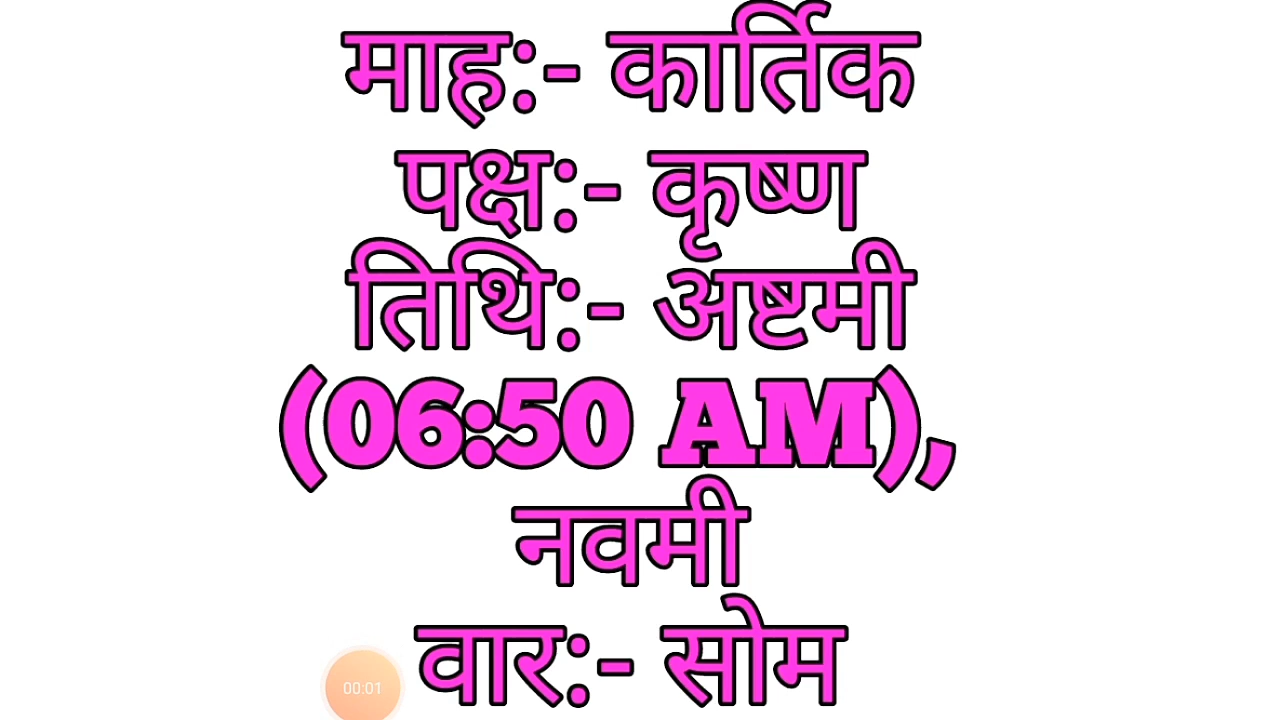 माह:- कार्तिक
पक्ष:- कृष्ण
तिथि:- अष्टमी
(06:50 AM),
नवमी
वार:- सोम
00:01